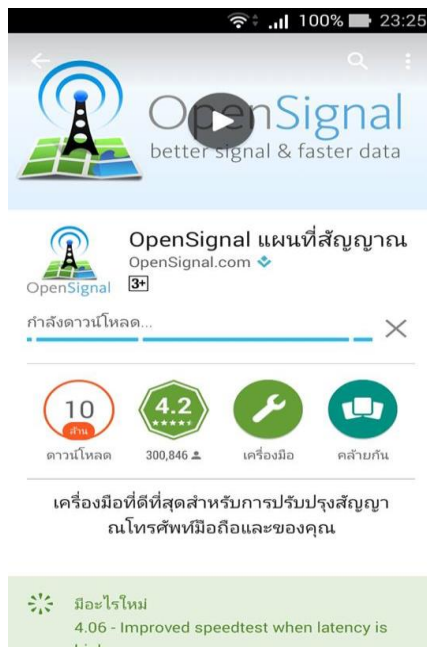 100% 23:25
OpenSignal
better signal & faster data
OpenSignal แผนที่สัญญาณ
OpenSignal.com
3+
OpenSignal
กำลังดาวน์โหลด...
10
ล้าน
4.2
ดาวน์โหลด
300,846
เครื่องมือ
คล้ายกัน
เครื่องมือที่ดีที่สุดสำหรับการปรับปรุงสัญญา
ณโทรศัพท์มือถือและของคุณ
มีอะไรใหม่
4.06 - Improved speedtest when latency is